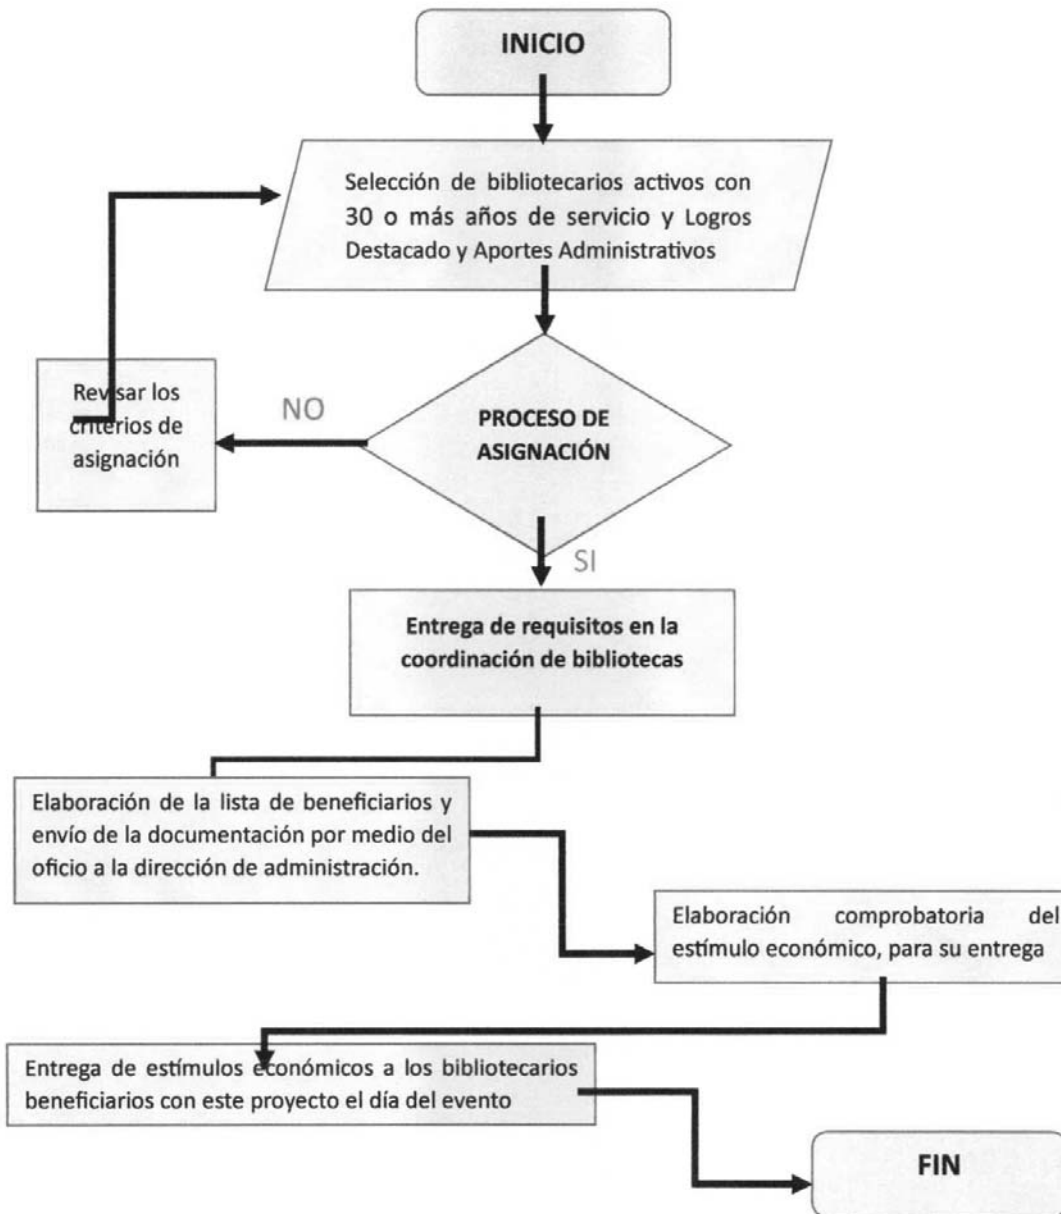 INICIO
Selección de bibliotecarios activos con
30 o más años de servicio y Logros
Destacado y Aportes Administrativos
Revisar los
criterios de
asignación
NO
PROCESO DE
ASIGNACIÓN
SI
Entrega de requisitos en la
coordinación de bibliotecas
Elaboración de la lista de beneficiarios y
envío de la documentación por medio del
oficio a la dirección de administración.
Elaboración comprobatoria del
estímulo económico, para su entrega
Entrega de estímulos económicos a los bibliotecarios
beneficiarios con este proyecto el día del evento
FIN